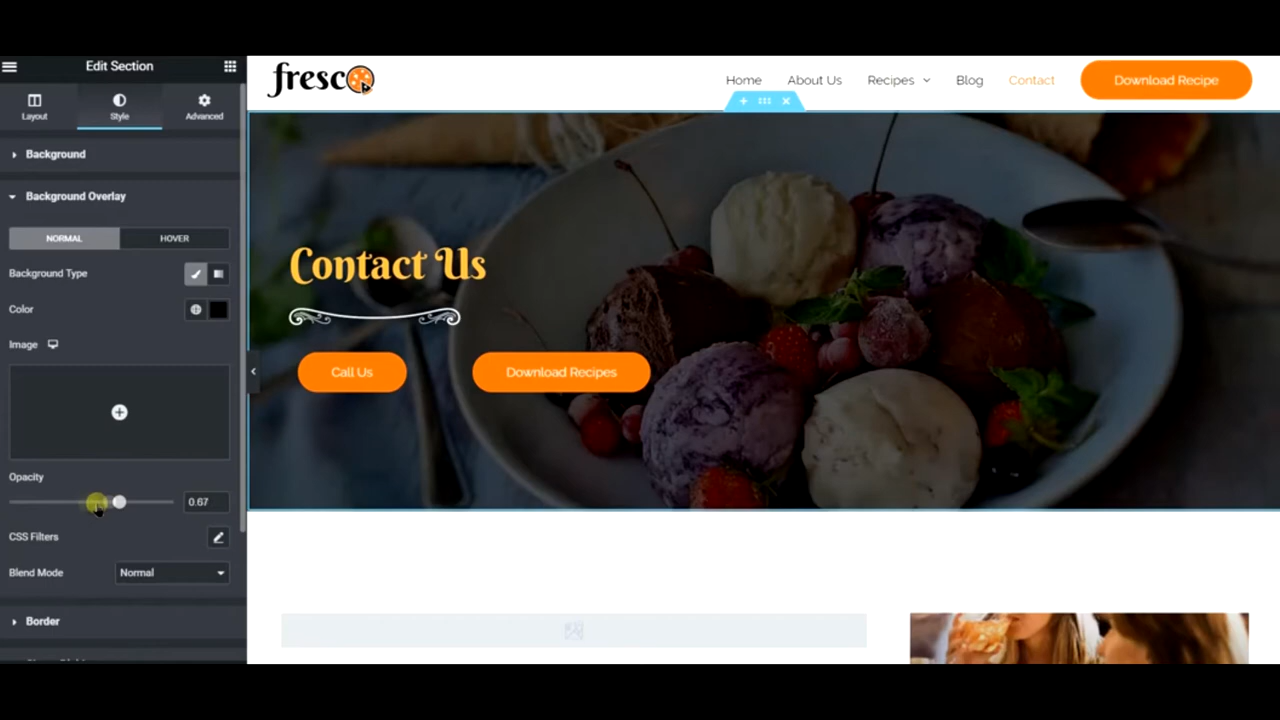 Edit Section
Layout
Style
Advanced
Background
Background Overlay
NORMAL
HOVER
Background Type
Color
Image
Opacity
0.67
CSS Filters
Blend Mode
Normal
Border
fresco
Home
About Us
Recipes
Blog
Contact
Download Recipe
Contact Us
Call Us
Download Recipes